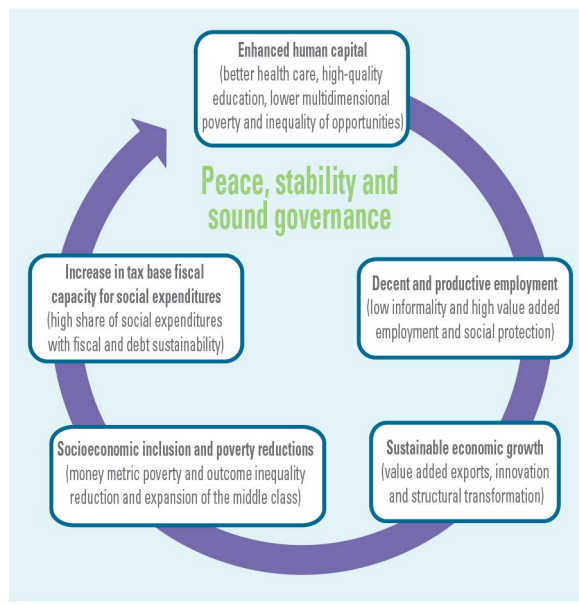 Enhanced human capital
(better health care, high-quality
education, lower multidimensional
poverty and inequality of opportunities)
Peace, stability and
sound governance
Increase in tax base fiscal
capacity for social expenditures
(high share of social expenditures
with fiscal and debt sustainability)
Decent and productive employment
(low informality and high value added
employment and social protection)
Socioeconomic inclusion and poverty reductions
(money metric poverty and outcome inequality
reduction and expansion of the middle class)
Sustainable economic growth
(value added exports, innovation
and structural transformation)